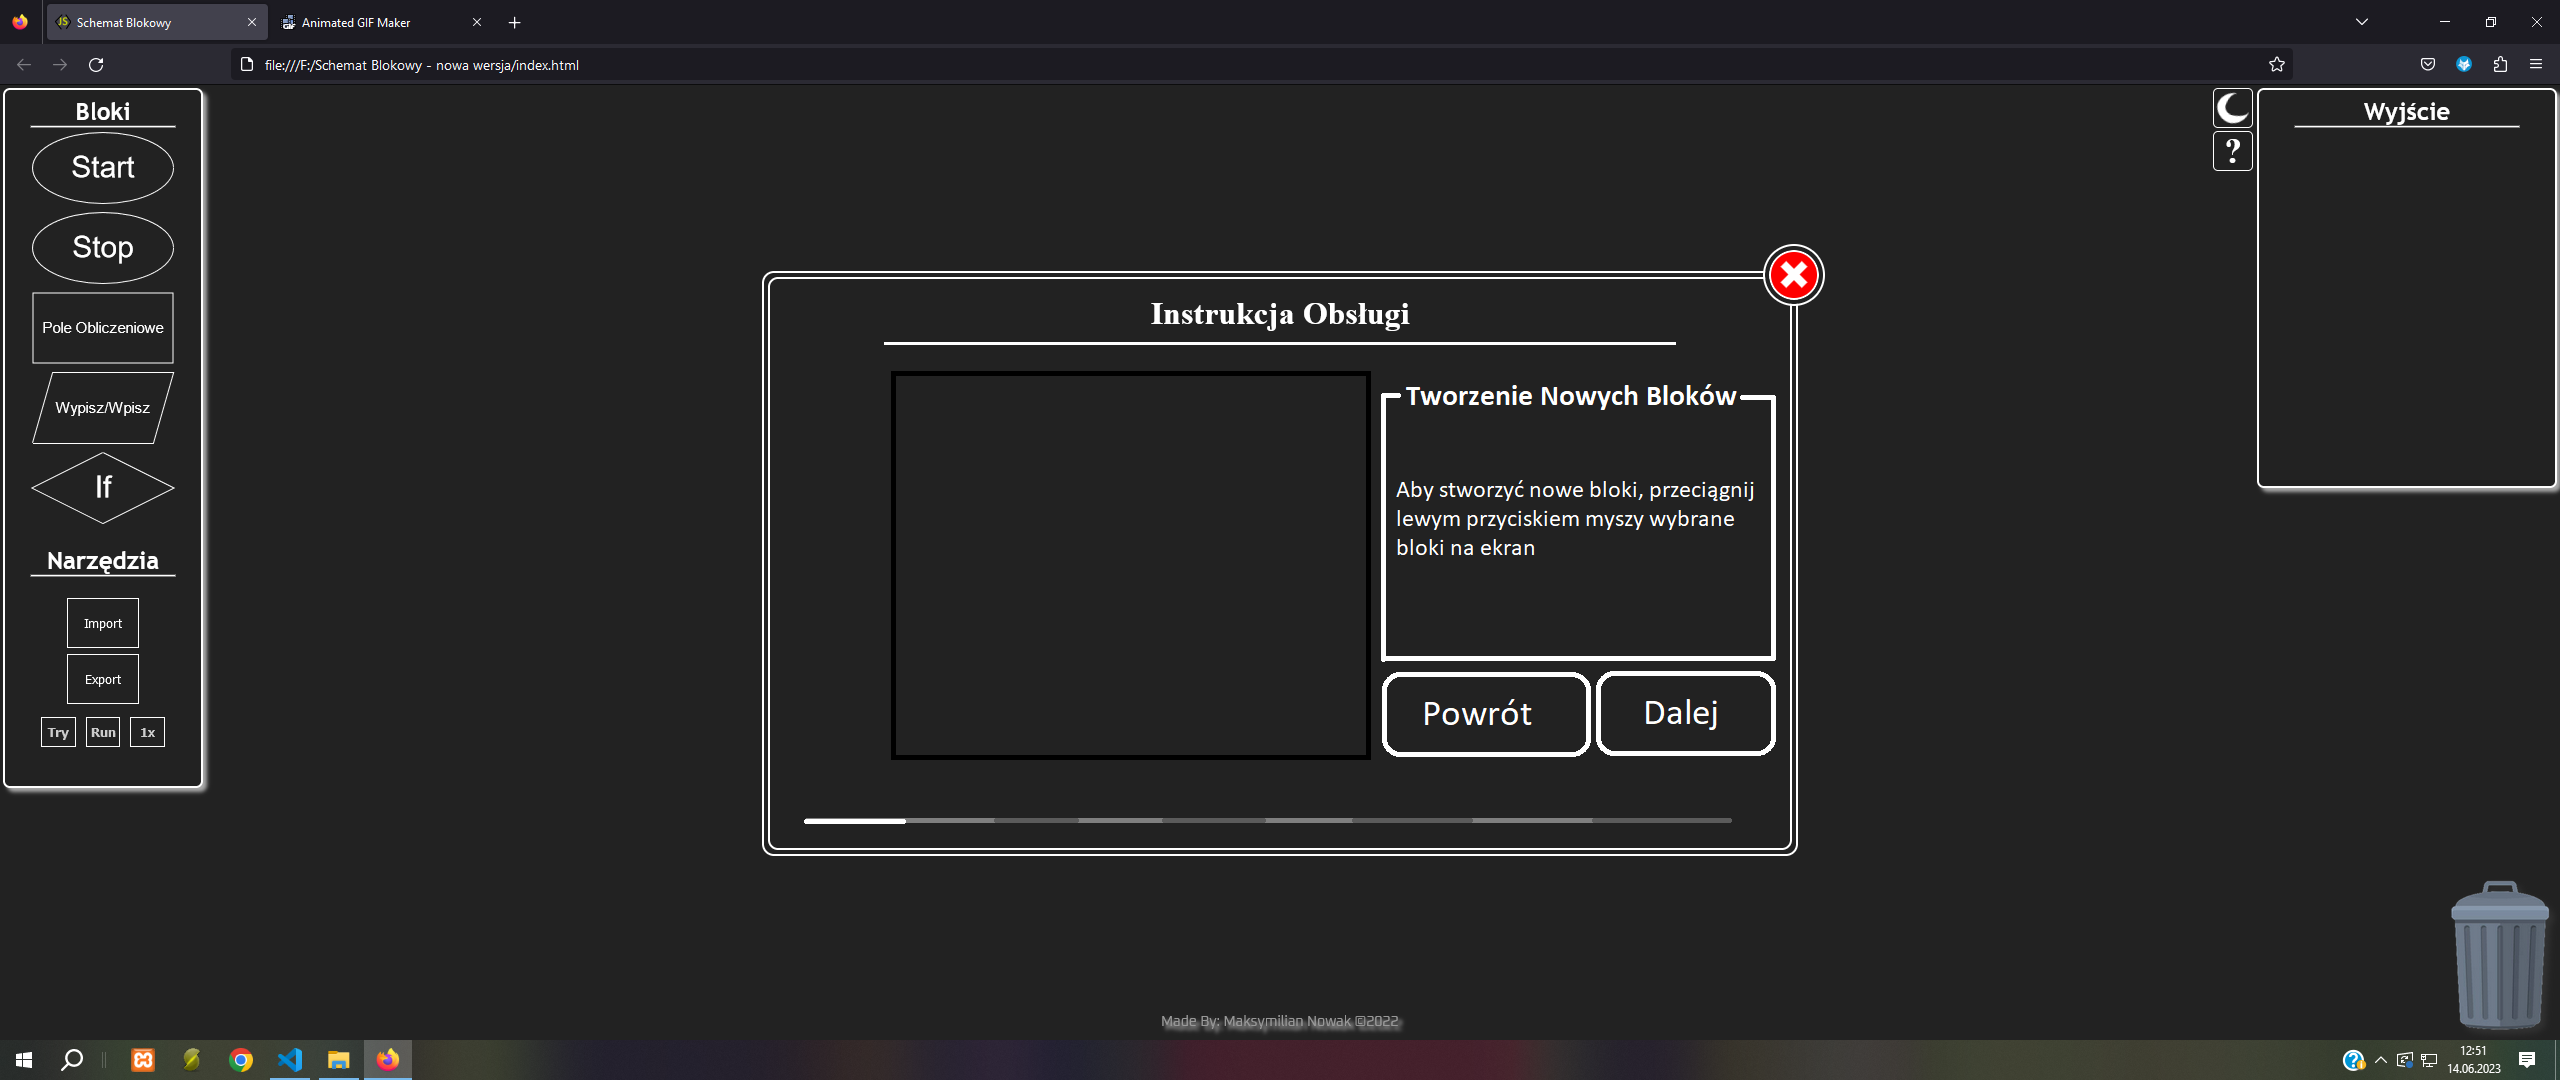 Schemat Blokowy
Animated GIF Maker
file:///F:/Schemat Blokowy - nowa wersja/index.html
Bloki
Start
Stop
Pole Obliczeniowe
Wypisz/Wpisz
If
Narzędzia
Import
Export
Try Run 1x
?
Wyjście
Instrukcja Obsługi
Tworzenie Nowych Bloków
Aby stworzyć nowe bloki, przeciągnij
lewym przyciskiem myszy wybrane
bloki na ekran
Powrót
Dalej
Made By: Maksymilian Nowak ©2022
12:51
14.06.2023